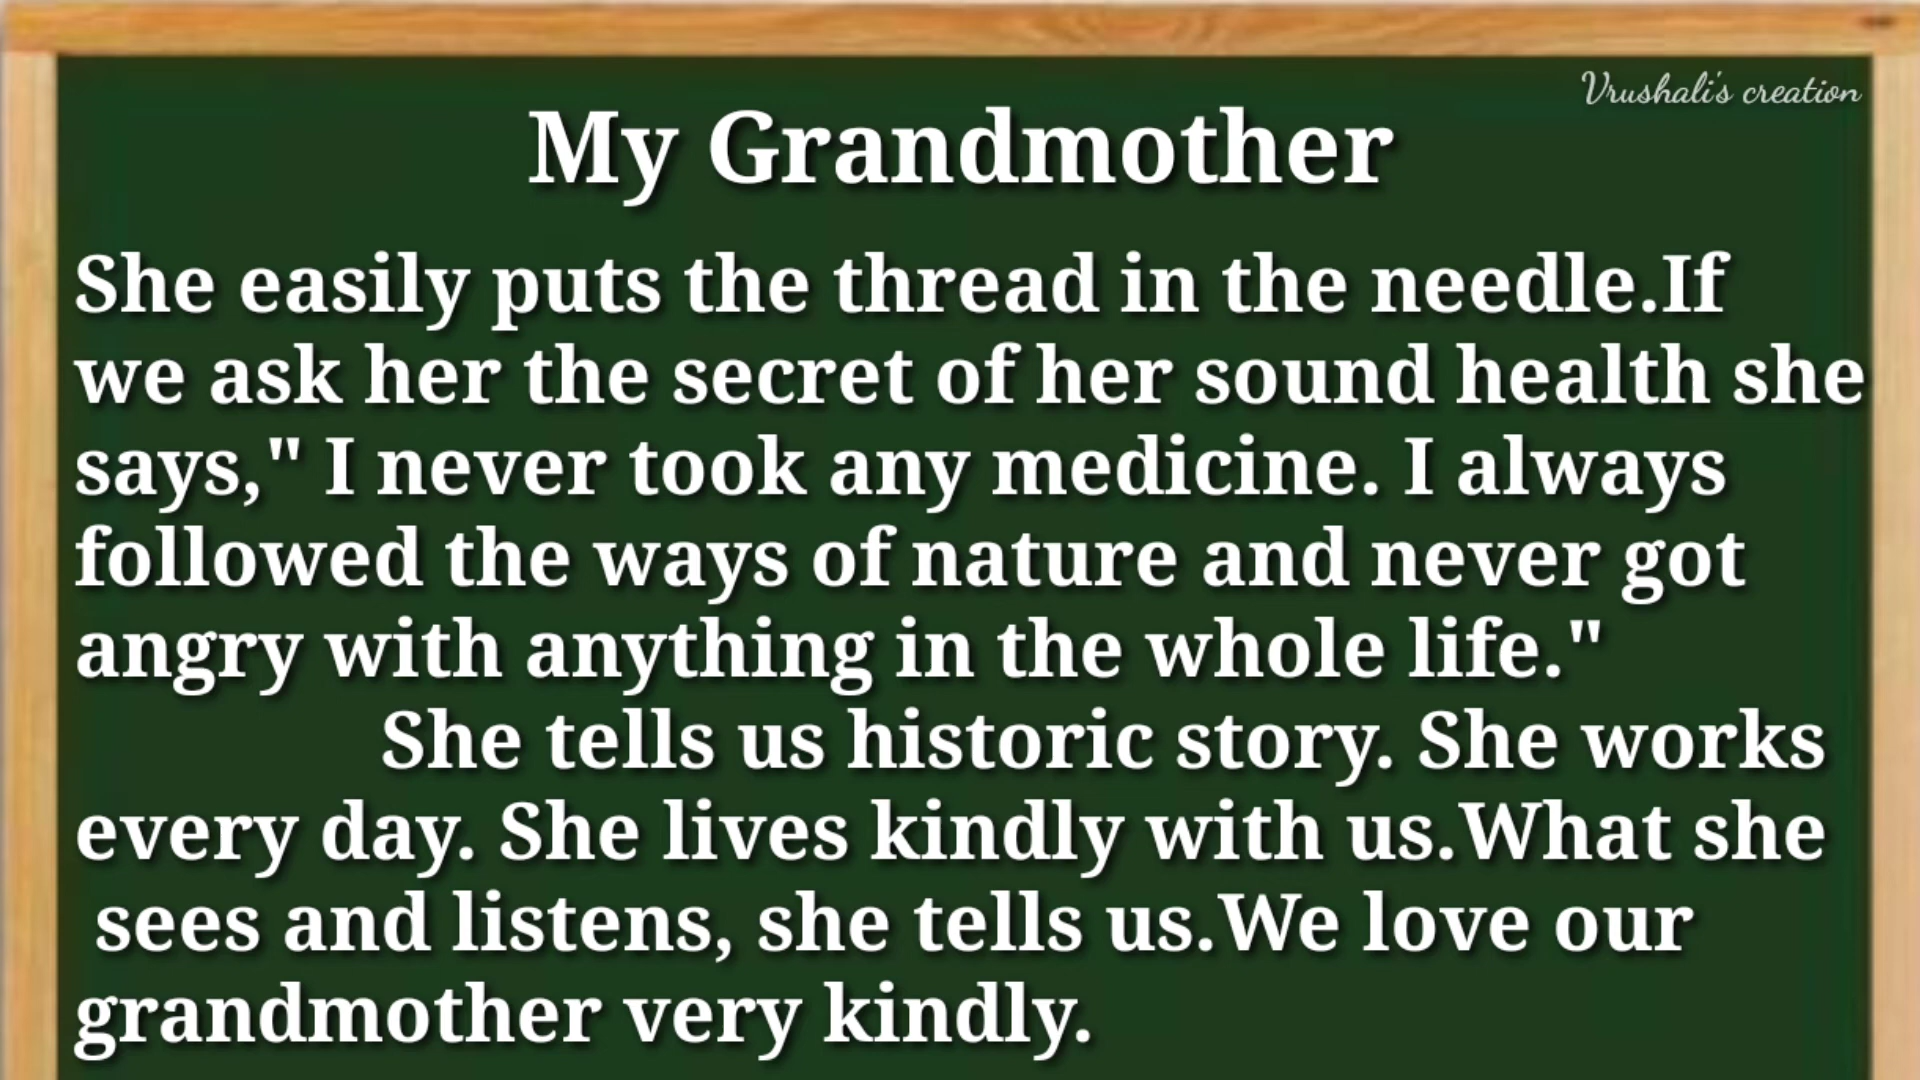 Vrushali's creation
My Grandmother
She easily puts the thread in the needle.If
we ask her the secret of her sound health she
says," I never took any medicine. I always
followed the ways of nature and never got
angry with anything in the whole life."
She tells us historic story. She works
every day. She lives kindly with us.What she
sees and listens, she tells us.We love our
grandmother very kindly.